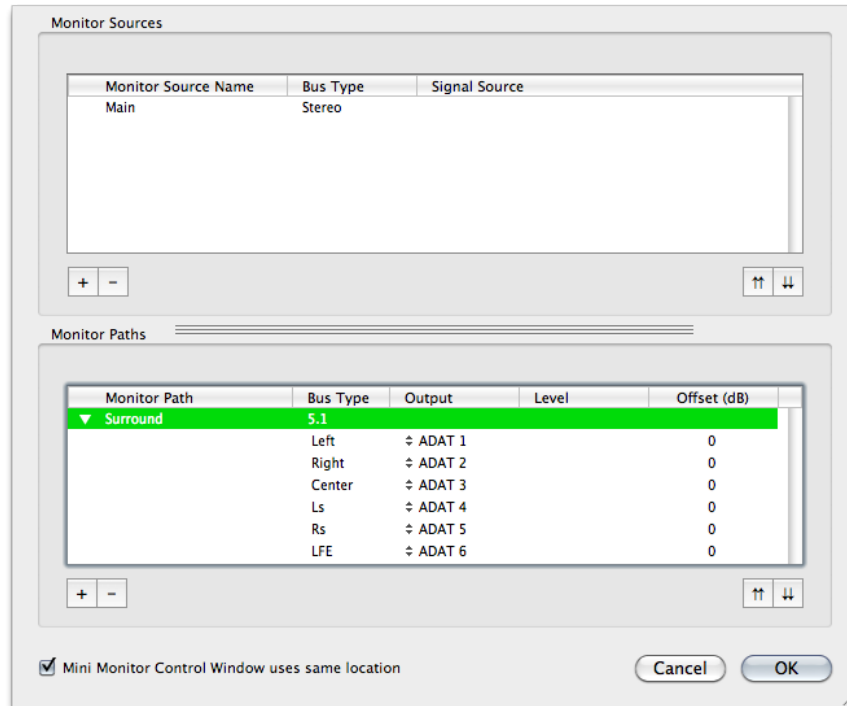 Monitor Sources
Monitor Source Name Bus Type Signal Source
Main Stereo
+ -
Monitor Paths
Monitor Path Bus Type Output Level Offset (dB)
Surround 5.1
Left ADAT 1 0
Right ADAT 2 0
Center ADAT 3 0
Ls ADAT 4 0
Rs ADAT 5 0
LFE ADAT 6 0
+ -
Mini Monitor Control Window uses same location Cancel OK